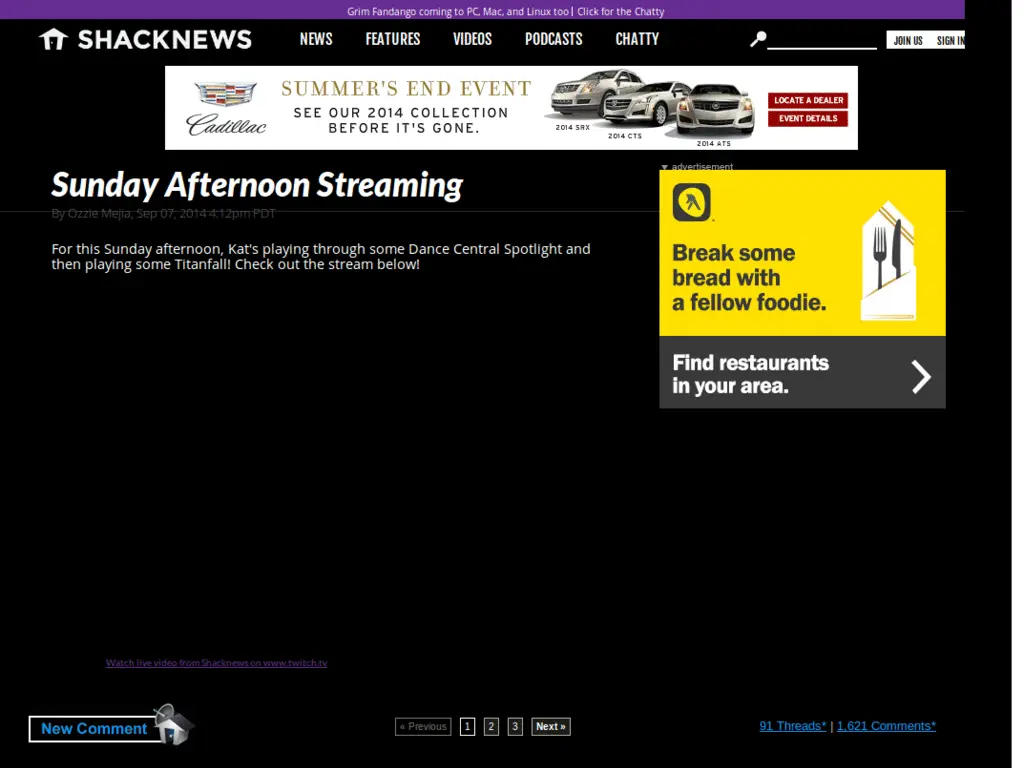 Grim Fandango coming to PC, Mac, and Linux too | Click for the Chatty
SHACKNEWS NEWS FEATURES VIDEOS PODCASTS CHATTY JOIN US SIGN IN
SUMMER'S END EVENT
SEE OUR 2014 COLLECTION
BEFORE IT'S GONE.
Cadillac
2014 SRX
2014 CTS
2014 ATS
LOCATE A DEALER
EVENT DETAILS
▼ advertisement
Sunday Afternoon Streaming
By Ozzie Mejia, Sep 07, 2014 4:12pm PDT
For this Sunday afternoon, Kat's playing through some Dance Central Spotlight and
then playing some Titanfall! Check out the stream below!
Break some
bread with
a fellow foodie.
Find restaurants
in your area.
Watch live video from Shacknews on www.twitch.tv
New Comment
« Previous 1 2 3 Next »
91 Threads* | 1,621 Comments*